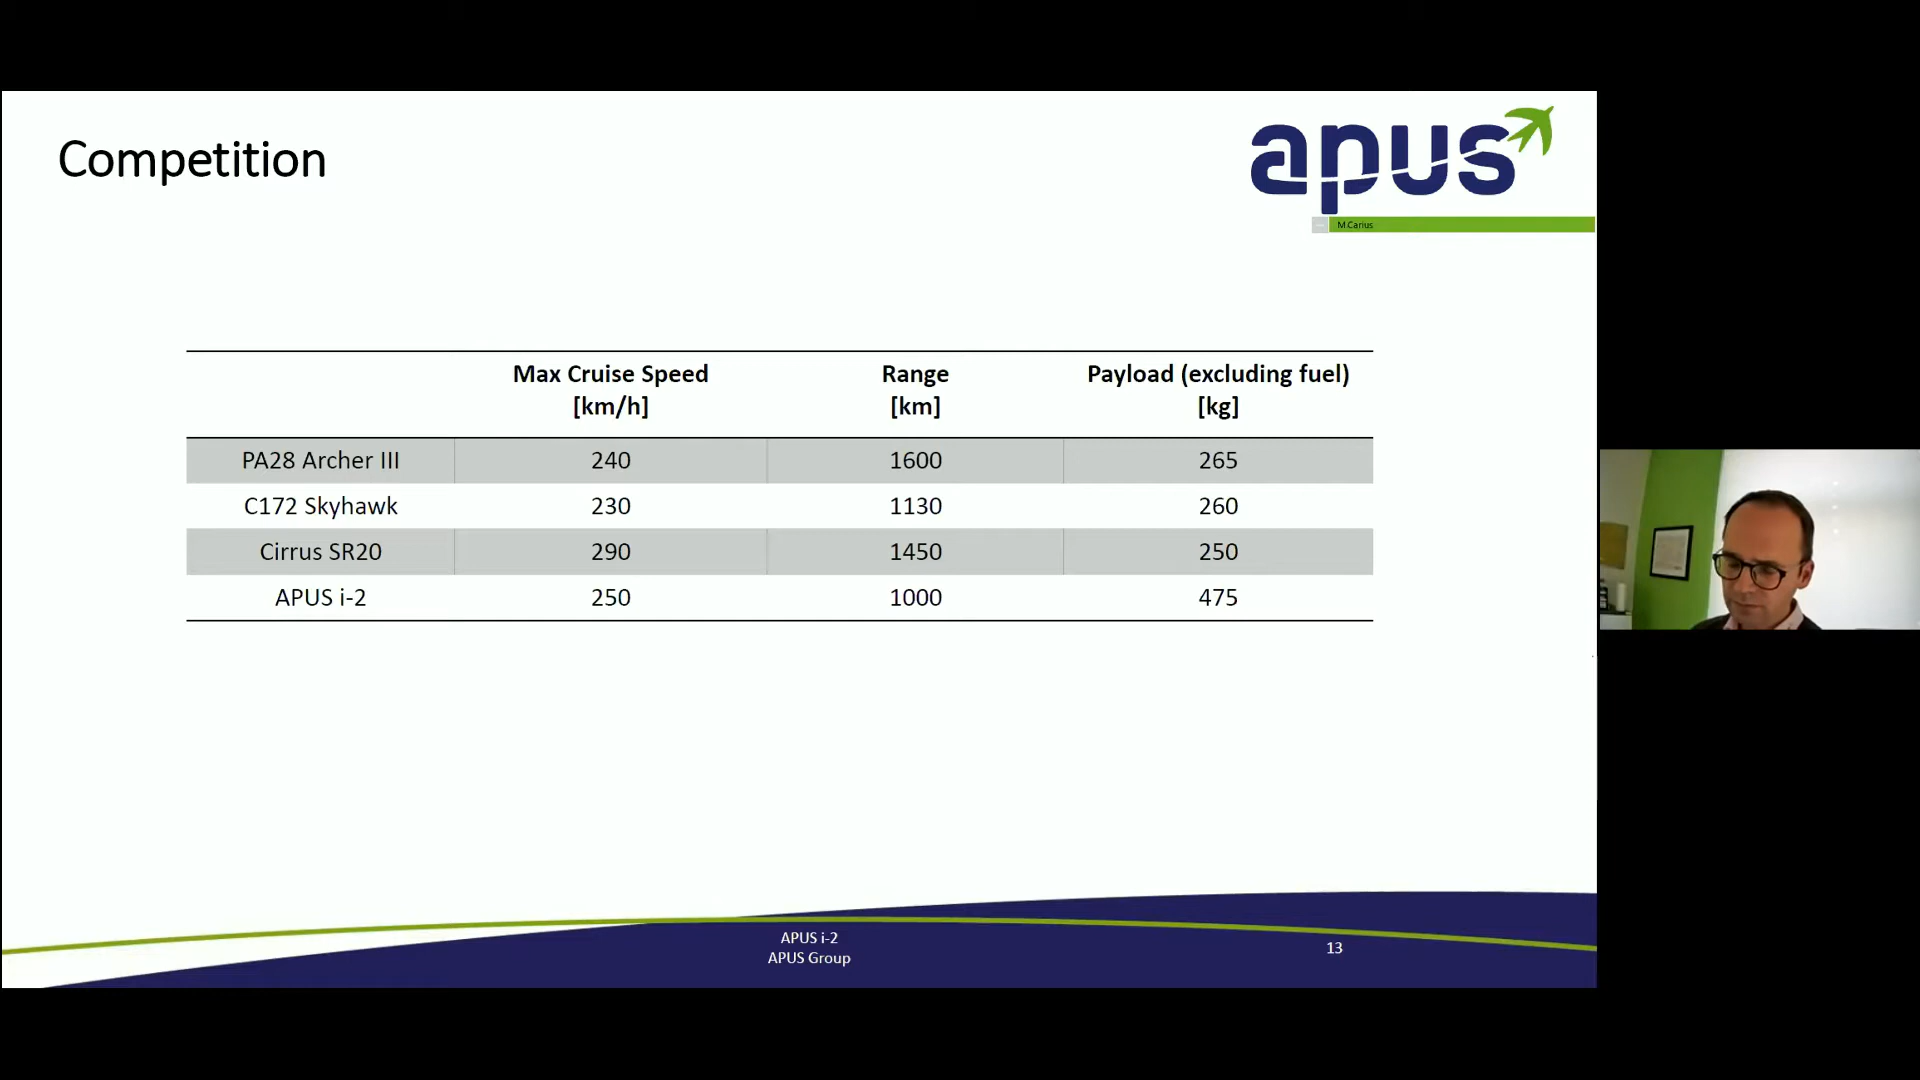 Competition
apus
M.Carius
Max Cruise Speed Range Payload (excluding fuel)
[km/h] [km] [kg]
PA28 Archer III 240 1600 265
C172 Skyhawk 230 1130 260
Cirrus SR20 290 1450 250
APUS i-2 250 1000 475
APUS i-2
APUS Group
13